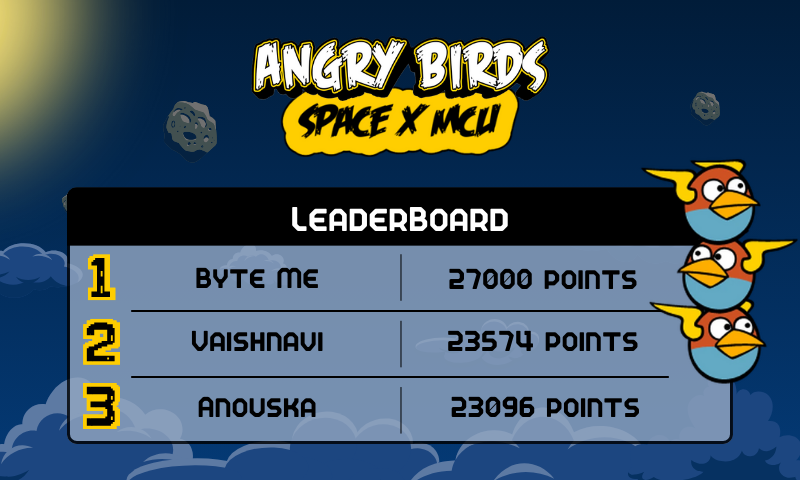 ANGRY BIRDS
SPACE X MCU
LEADERBOARD
1 BYTE ME 27000 POINTS
2 VAISHNAVI 23574 POINTS
3 ANOUSKA 23096 POINTS